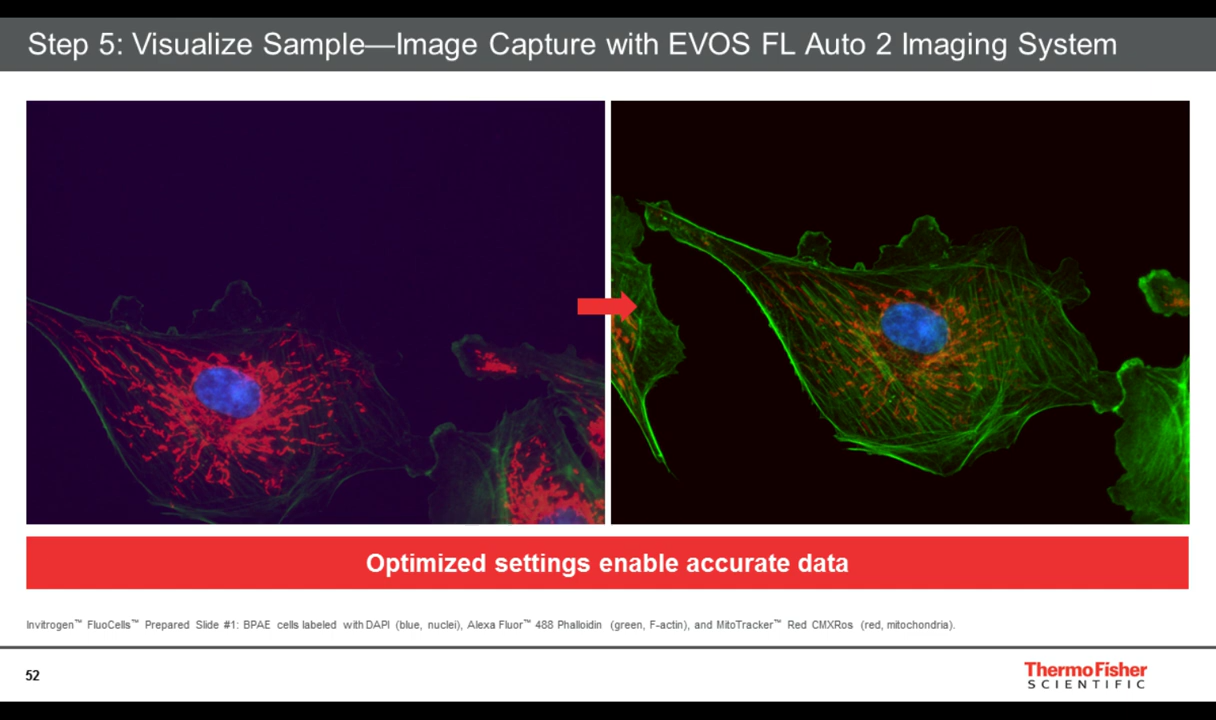 Step 5: Visualize Sample—Image Capture with EVOS FL Auto 2 Imaging System
Optimized settings enable accurate data
Invitrogen™ FluoCells™ Prepared Slide #1: BPAE cells labeled with DAPI (blue, nuclei), Alexa Fluor™ 488 Phalloidin (green, F-actin), and MitoTracker™ Red CMXRos (red, mitochondria).
52
ThermoFisher
SCIENTIFIC